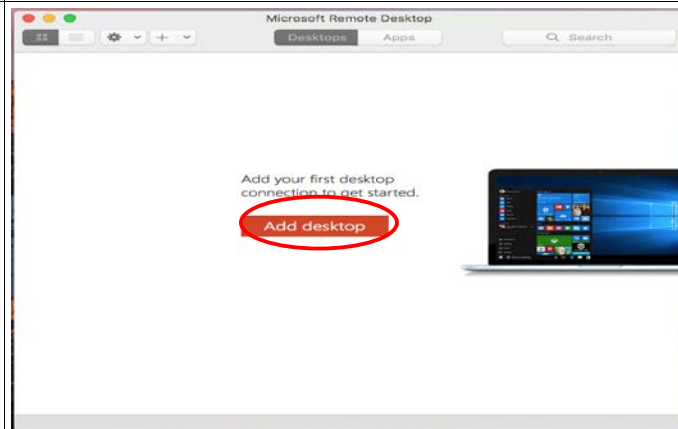 Microsoft Remote Desktop
Desktops Apps
Search
Add your first desktop
connection to get started.
Add desktop